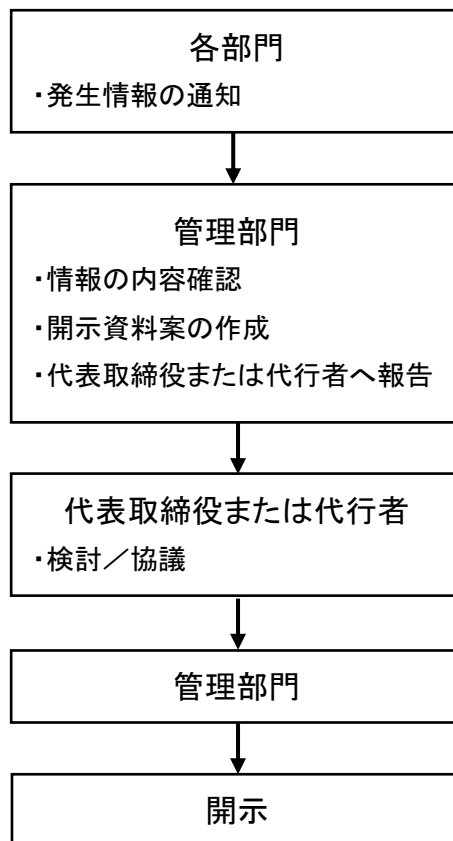 各部門
・発生情報の通知
管理部門
・情報の内容確認
・開示資料案の作成
・代表取締役または代行者へ報告
代表取締役または代行者
・検討／協議
管理部門
開示